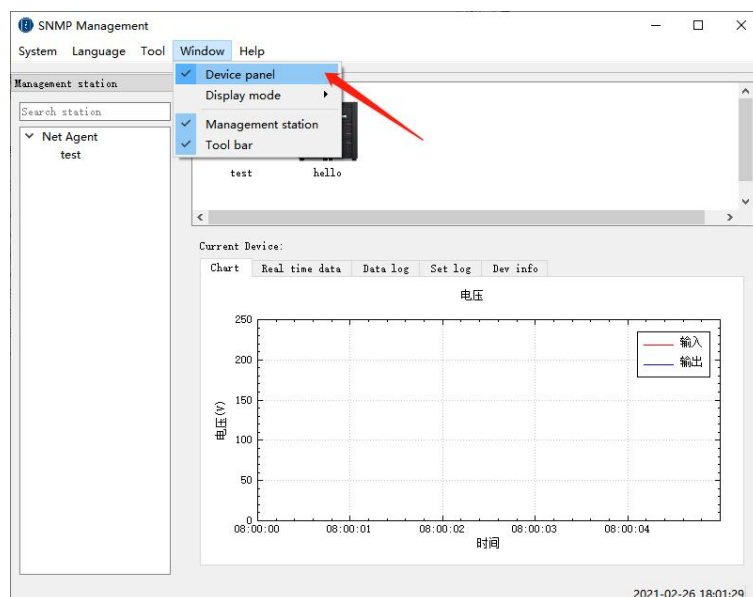 SNMP Management
System Language Tool Window Help
Management station
Search station
Net Agent
test
Device panel
Display mode
Management station
Tool bar
test hello
Current Device:
Chart Real time data Data log Set log Dev info
电压
250
200
150
100
50
0
电压(v)
输入
输出
08:00:00 08:00:01 08:00:02 08:00:03 08:00:04
时间
2021-02-26 18:01:29